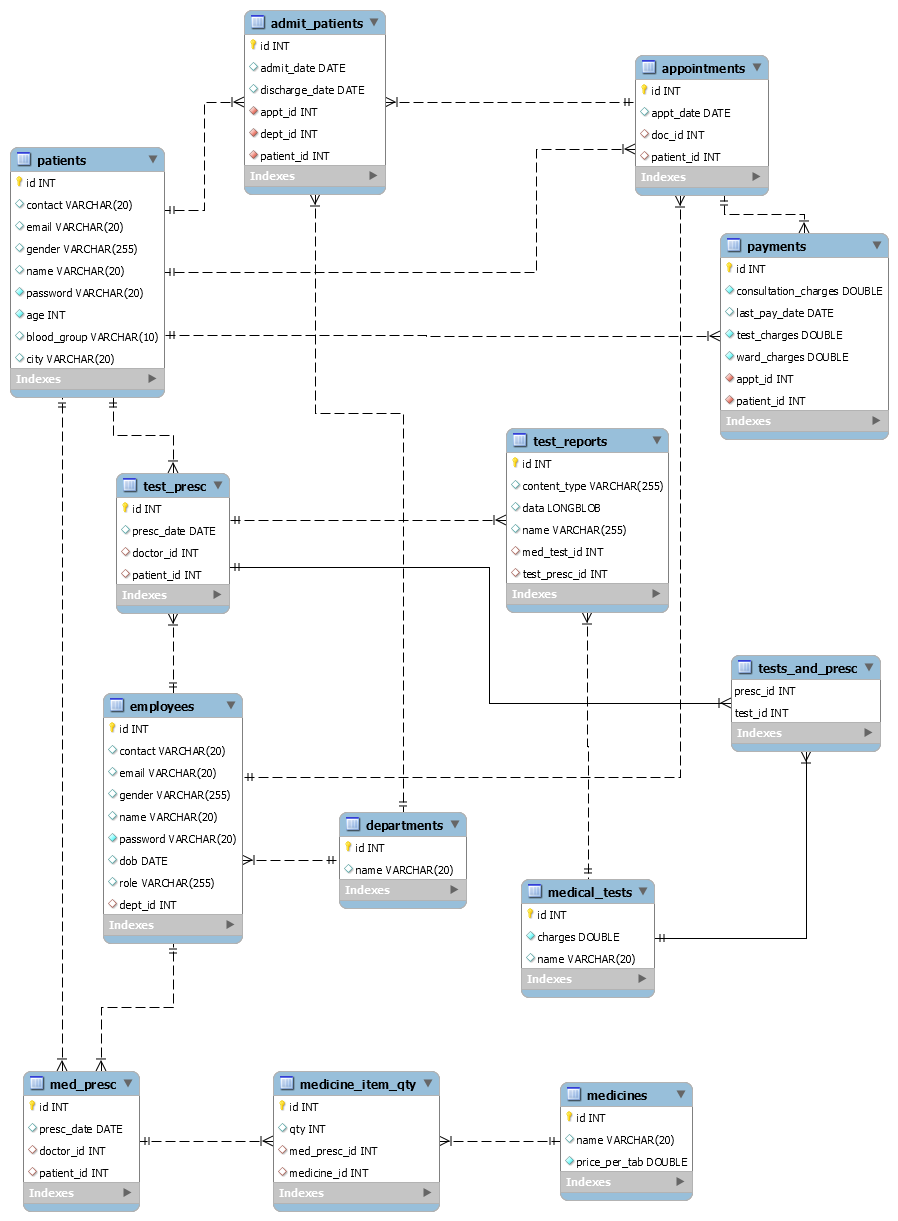 admit_patients
id INT
admit_date DATE
discharge_date DATE
appt_id INT
dept_id INT
patient_id INT
Indexes
appointments
id INT
appt_date DATE
doc_id INT
patient_id INT
Indexes
patients
id INT
contact VARCHAR(20)
email VARCHAR(20)
gender VARCHAR(255)
name VARCHAR(20)
password VARCHAR(20)
age INT
blood_group VARCHAR(10)
city VARCHAR(20)
Indexes
payments
id INT
consultation_charges DOUBLE
last_pay_date DATE
test_charges DOUBLE
ward_charges DOUBLE
appt_id INT
patient_id INT
Indexes
test_reports
id INT
content_type VARCHAR(255)
data LONGBLOB
name VARCHAR(255)
med_test_id INT
test_presc_id INT
Indexes
test_presc
id INT
presc_date DATE
doctor_id INT
patient_id INT
Indexes
tests_and_presc
presc_id INT
test_id INT
Indexes
employees
id INT
contact VARCHAR(20)
email VARCHAR(20)
gender VARCHAR(255)
name VARCHAR(20)
password VARCHAR(20)
dob DATE
role VARCHAR(255)
dept_id INT
Indexes
departments
id INT
name VARCHAR(20)
Indexes
medical_tests
id INT
charges DOUBLE
name VARCHAR(20)
Indexes
med_presc
id INT
presc_date DATE
doctor_id INT
patient_id INT
Indexes
medicine_item_qty
id INT
qty INT
med_presc_id INT
medicine_id INT
Indexes
medicines
id INT
name VARCHAR(20)
price_per_tab DOUBLE
Indexes